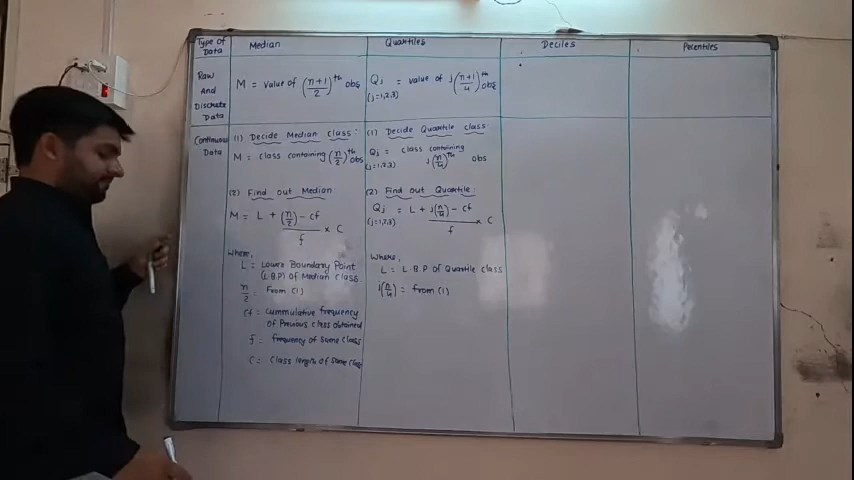 Type of Data
Median
Quartiles
Deciles
Percentiles
Raw
And
Discrete
Data
M = value of (n+1/2)th obs
Qj = value of j(n+1/4)th obs
(j=1,2,3)
Continuous
Data
(1) Decide Median class:
M = class containing (n/2)th obs
(2) Find out Median
M = L + (n/2) - cf / f × C
Where,
L = Lower Boundary Point
(L.B.P) of Median class
n/2 = From (1)
cf = cummulative frequency
of Previous class obtained
f = frequency of Same class
C = Class length of Same class
(1) Decide Quartile class
Qj = class containing
(j=1,2,3) j(n/4)th obs
(2) Find out Quartile:
Qj = L + j(n/4) - cf / f × C
(j=1,2,3)
Where,
L = L.B.P of Quartile class
j(n/4) = from (1)